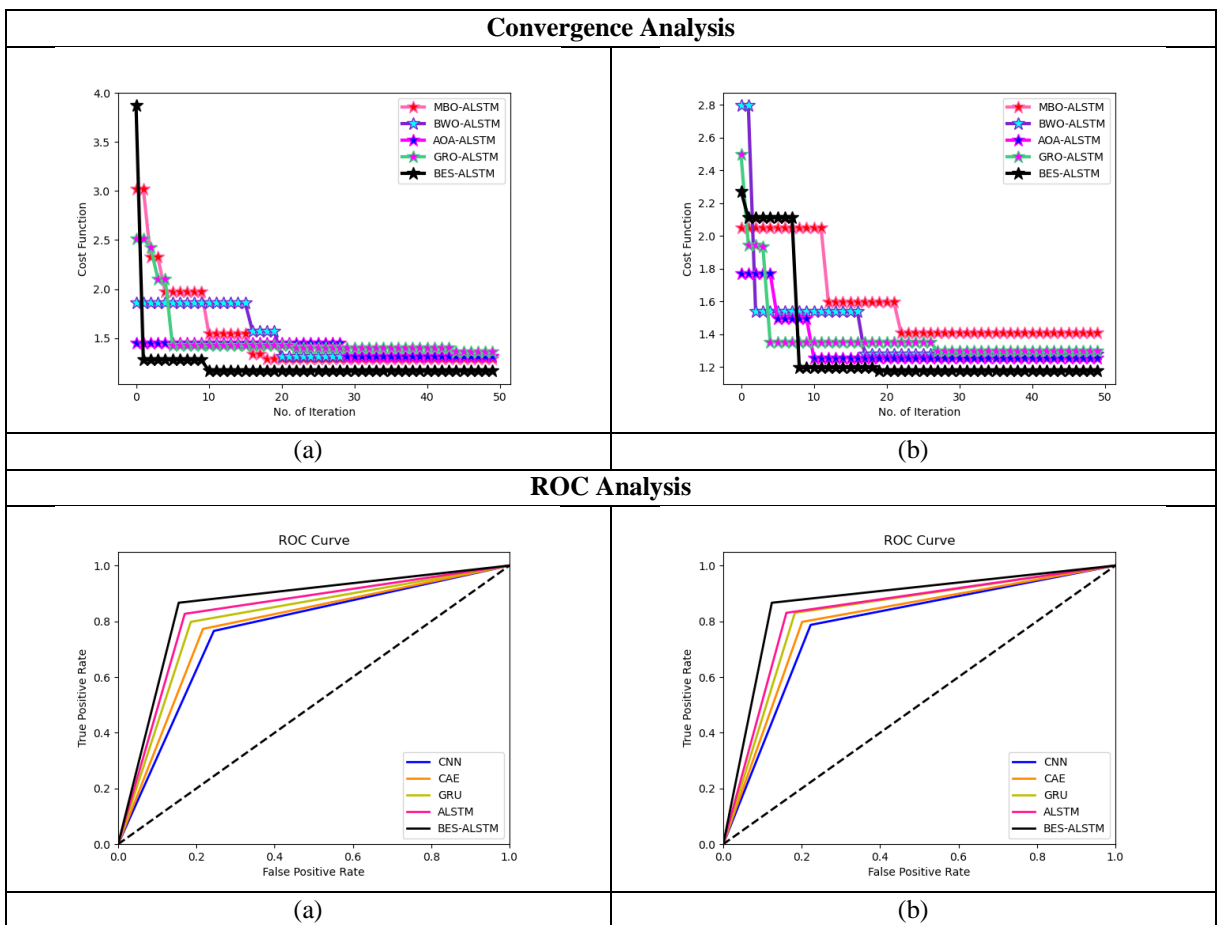 Convergence Analysis
4.0
3.5
3.0
2.5
2.0
1.5
Cost Function
0
10
20
30
40
50
No. of Iteration
MBO-ALSTM
BWO-ALSTM
AOA-ALSTM
GRO-ALSTM
BES-ALSTM
2.8
2.6
2.4
2.2
2.0
1.8
1.6
1.4
1.2
Cost Function
0
10
20
30
40
50
No. of Iteration
MBO-ALSTM
BWO-ALSTM
AOA-ALSTM
GRO-ALSTM
BES-ALSTM
(a)
(b)
ROC Analysis
ROC Curve
1.0
0.8
0.6
0.4
0.2
0.0
True Positive Rate
0.0
0.2
0.4
0.6
0.8
1.0
False Positive Rate
CNN
CAE
GRU
ALSTM
BES-ALSTM
ROC Curve
1.0
0.8
0.6
0.4
0.2
0.0
True Positive Rate
0.0
0.2
0.4
0.6
0.8
1.0
False Positive Rate
CNN
CAE
GRU
ALSTM
BES-ALSTM
(a)
(b)